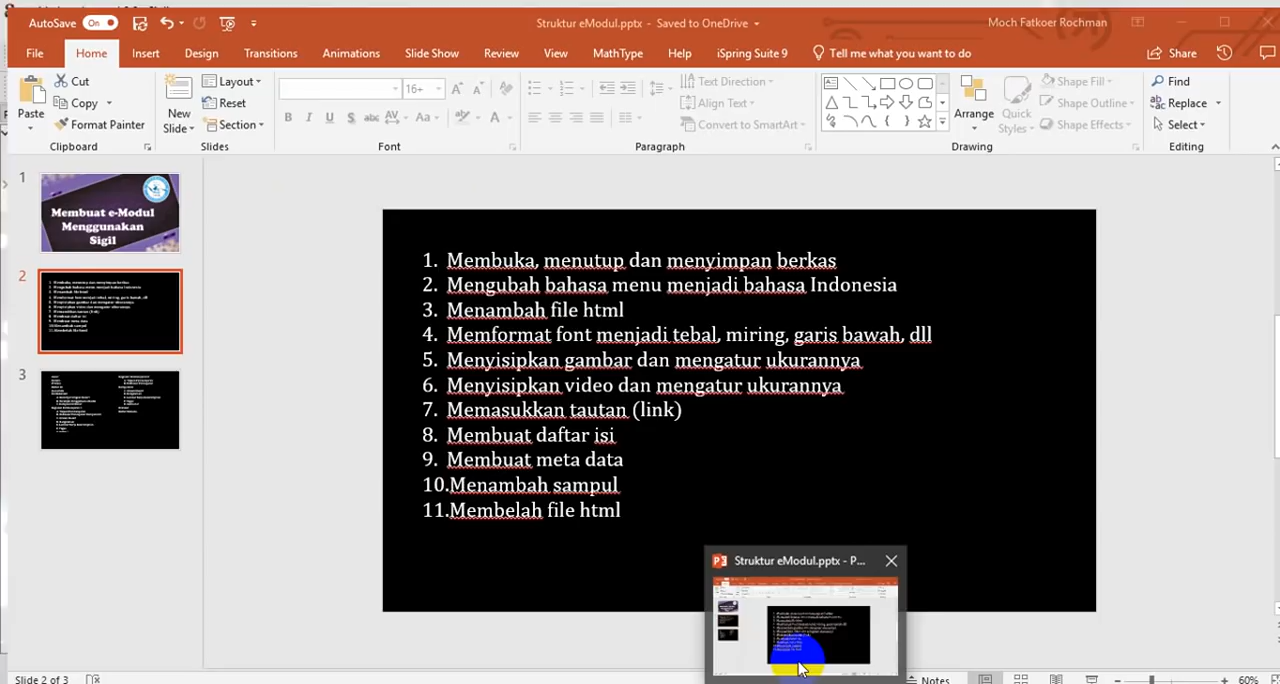 AutoSave On Struktur eModul.pptx - Saved to OneDrive Moch Fatkoer Rochman
File Home Insert Design Transitions Animations Slide Show Review View MathType Help iSpring Suite 9 Tell me what you want to do Share
Paste Cut Copy Format Painter Clipboard
New Slide Layout Reset Section Slides
16+ B I U S abc AV Aa A Font
Text Direction Align Text Convert to SmartArt Paragraph
Arrange Quick Styles Shape Fill Shape Outline Shape Effects Drawing
Find Replace Select Editing
1
Membuat e-Modul
Menggunakan
Sigil
2
3
1. Membuka, menutup dan menyimpan berkas
2. Mengubah bahasa menu menjadi bahasa Indonesia
3. Menambah file html
4. Memformat font menjadi tebal, miring, garis bawah, dll
5. Menyisipkan gambar dan mengatur ukurannya
6. Menyisipkan video dan mengatur ukurannya
7. Memasukkan tautan (link)
8. Membuat daftar isi
9. Membuat meta data
10.Menambah sampul
11.Membelah file html
Struktur eModul.pptx - P...
Slide 2 of 3 Notes 60%